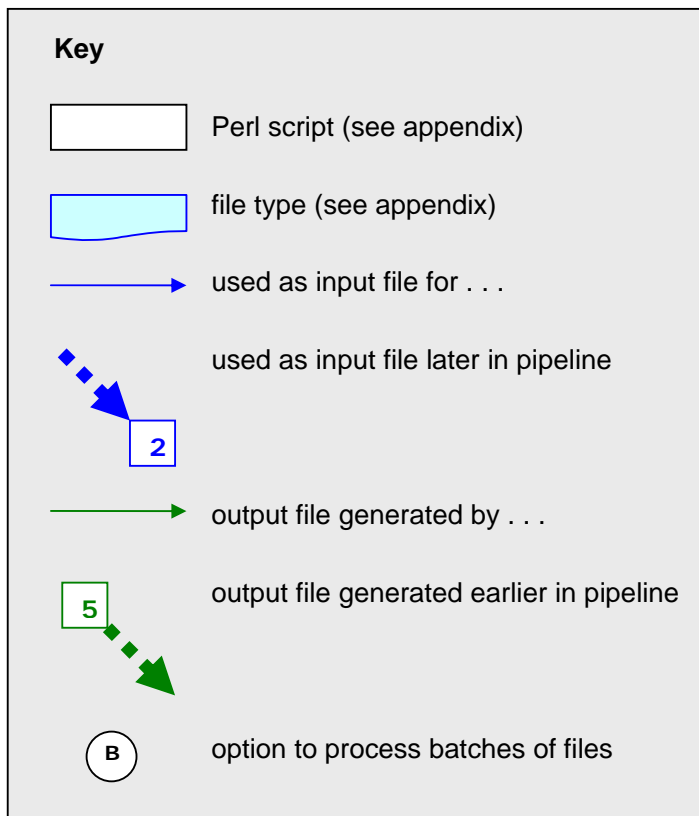 Key
Perl script (see appendix)
file type (see appendix)
used as input file for . . .
used as input file later in pipeline
2
output file generated by . . .
output file generated earlier in pipeline
5
B
option to process batches of files